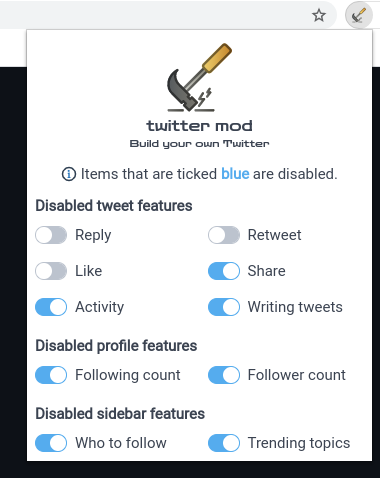 twitter mod
Build your own Twitter
Items that are ticked blue are disabled.
Disabled tweet features
Reply Retweet
Like Share
Activity Writing tweets
Disabled profile features
Following count Follower count
Disabled sidebar features
Who to follow Trending topics